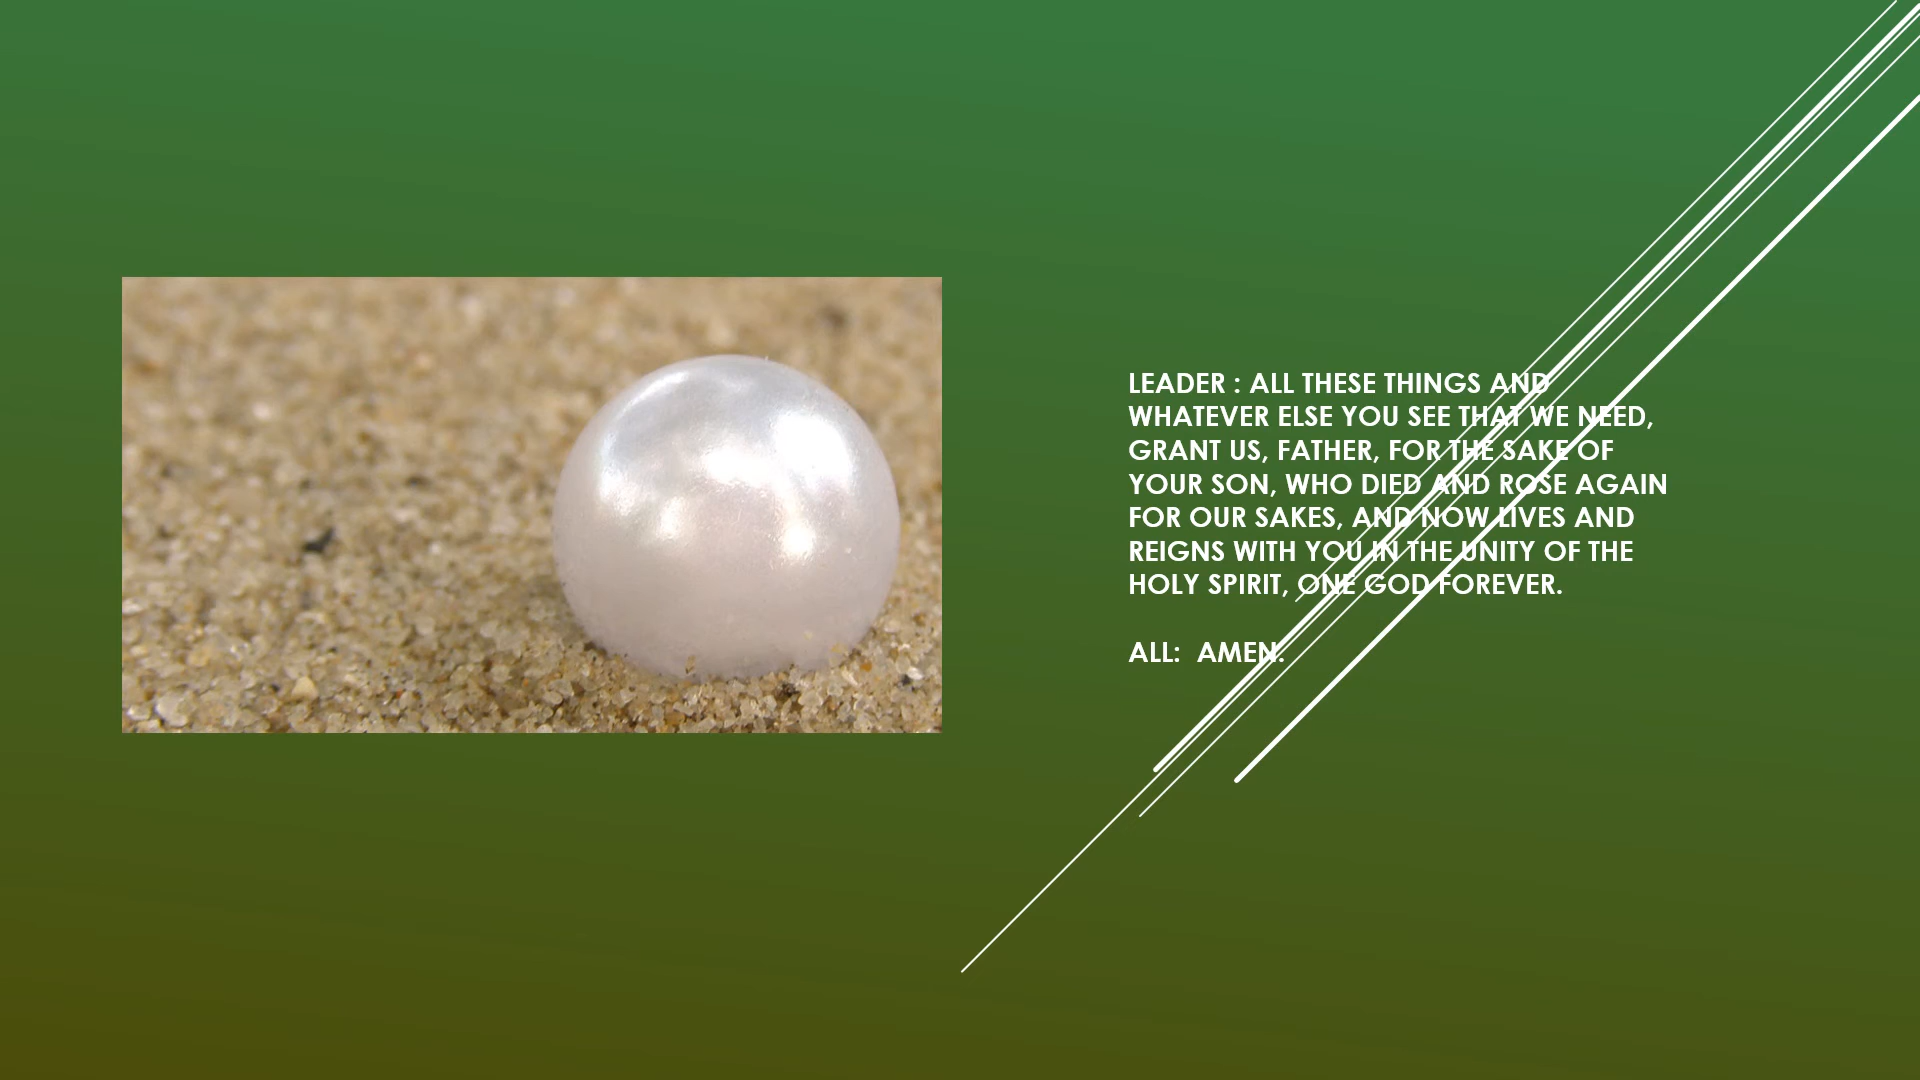 LEADER : ALL THESE THINGS AND
WHATEVER ELSE YOU SEE THAT WE NEED,
GRANT US, FATHER, FOR THE SAKE OF
YOUR SON, WHO DIED AND ROSE AGAIN
FOR OUR SAKES, AND NOW LIVES AND
REIGNS WITH YOU IN THE UNITY OF THE
HOLY SPIRIT, ONE GOD FOREVER.
ALL:  AMEN.